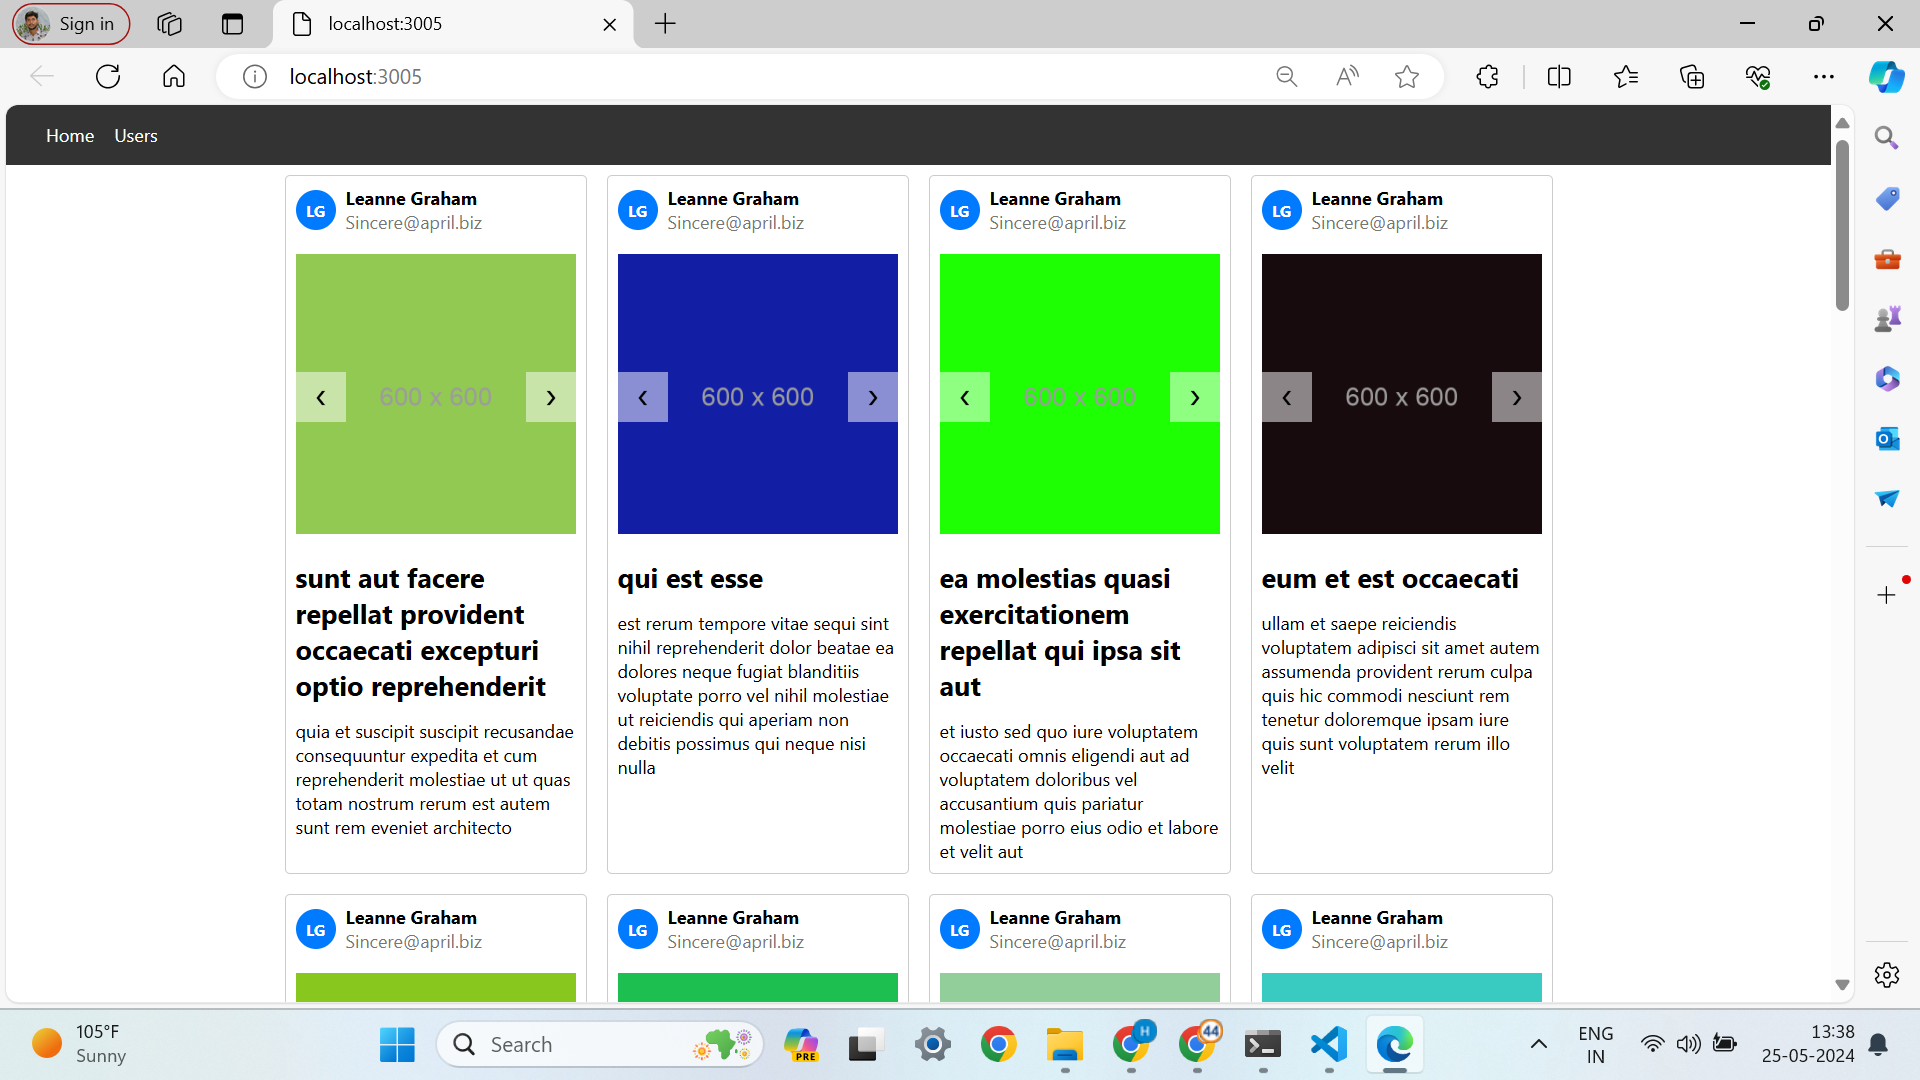 Sign in
localhost:3005
localhost:3005
Home Users
LG Leanne Graham
Sincere@april.biz
600 x 600
sunt aut facere
repellat provident
occaecati excepturi
optio reprehenderit
quia et suscipit suscipit recusandae
consequuntur expedita et cum
reprehenderit molestiae ut ut quas
totam nostrum rerum est autem
sunt rem eveniet architecto
LG Leanne Graham
Sincere@april.biz
600 x 600
qui est esse
est rerum tempore vitae sequi sint
nihil reprehenderit dolor beatae ea
dolores neque fugiat blanditiis
voluptate porro vel nihil molestiae
ut reiciendis qui aperiam non
debitis possimus qui neque nisi
nulla
LG Leanne Graham
Sincere@april.biz
600 x 600
ea molestias quasi
exercitationem
repellat qui ipsa sit
aut
et iusto sed quo iure voluptatem
occaecati omnis eligendi aut ad
voluptatem doloribus vel
accusantium quis pariatur
molestiae porro eius odio et labore
et velit aut
LG Leanne Graham
Sincere@april.biz
600 x 600
eum et est occaecati
ullam et saepe reiciendis
voluptatem adipisci sit amet autem
assumenda provident rerum culpa
quis hic commodi nesciunt rem
tenetur doloremque ipsam iure
quis sunt voluptatem rerum illo
velit
LG Leanne Graham
Sincere@april.biz
LG Leanne Graham
Sincere@april.biz
LG Leanne Graham
Sincere@april.biz
LG Leanne Graham
Sincere@april.biz
105°F
Sunny
Search
PRE
H
44
ENG
IN
13:38
25-05-2024